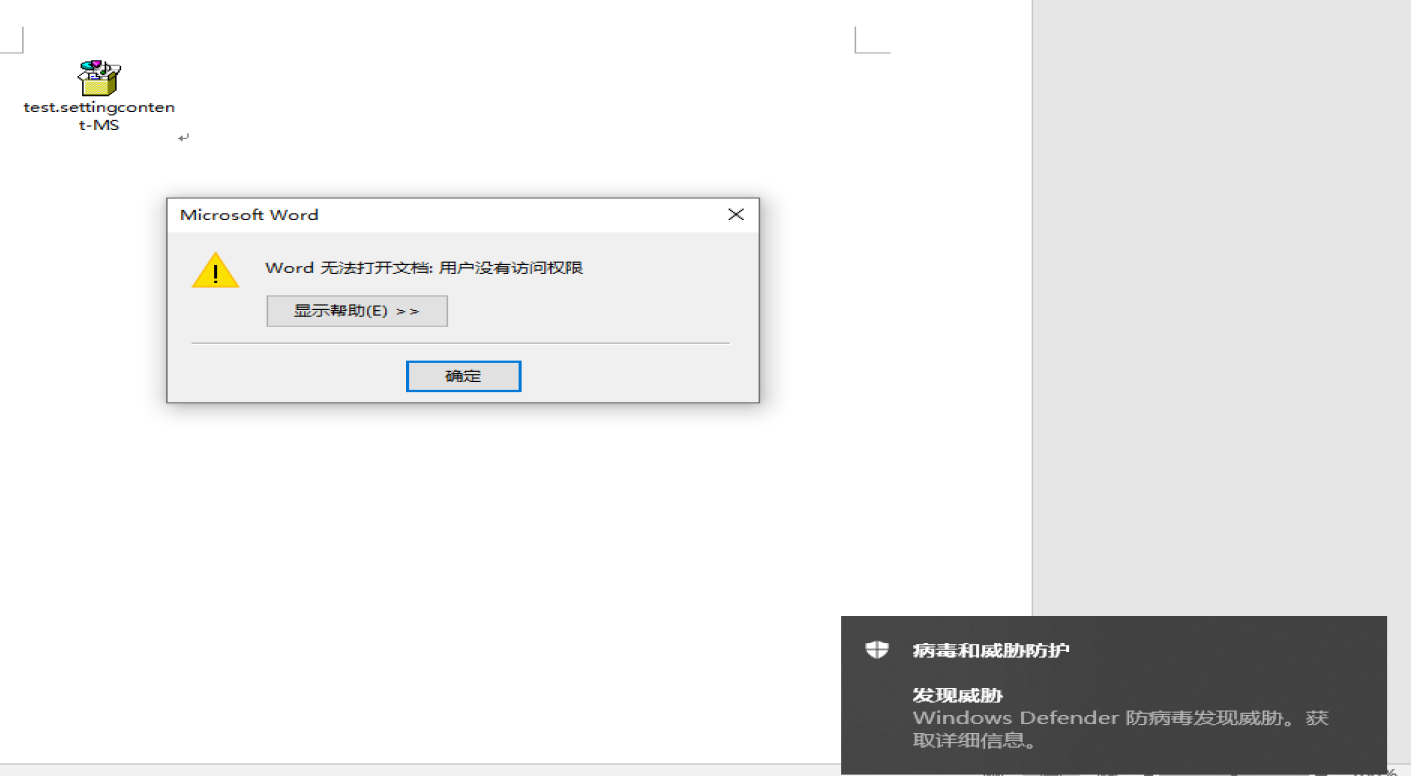 test.settingconten
t-MS
Microsoft Word
Word 无法打开文档: 用户没有访问权限
显示帮助(E) >>
确定
病毒和威胁防护
发现威胁
Windows Defender 防病毒发现威胁。获
取详细信息。